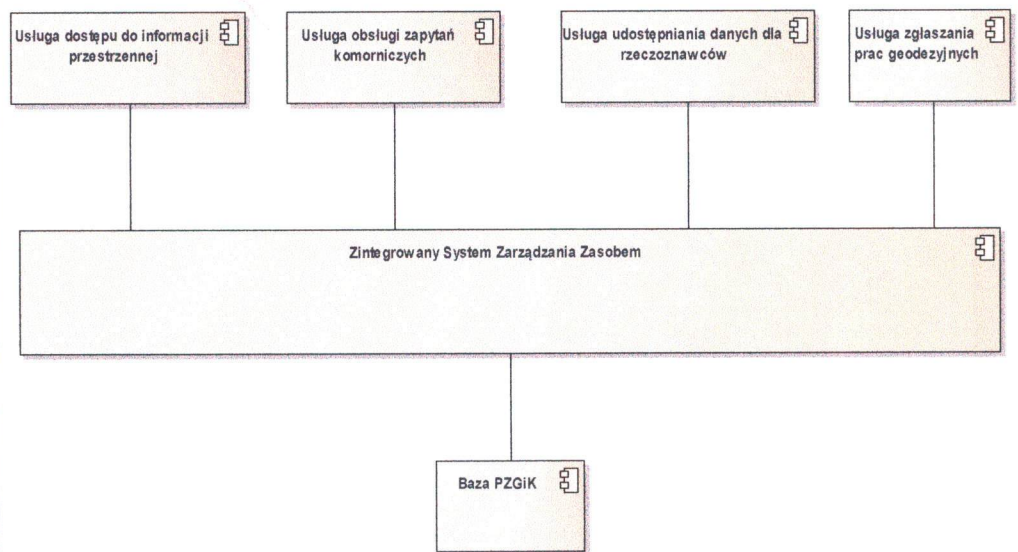 Usługa dostępu do informacji
przestrzennej
Usługa obsługi zapytań
komorniczych
Usługa udostępniania danych dla
rzeczoznawców
Usługa zgłaszania
prac geodezyjnych
Zintegrowany System Zarządzania Zasobem
Baza PZGiK